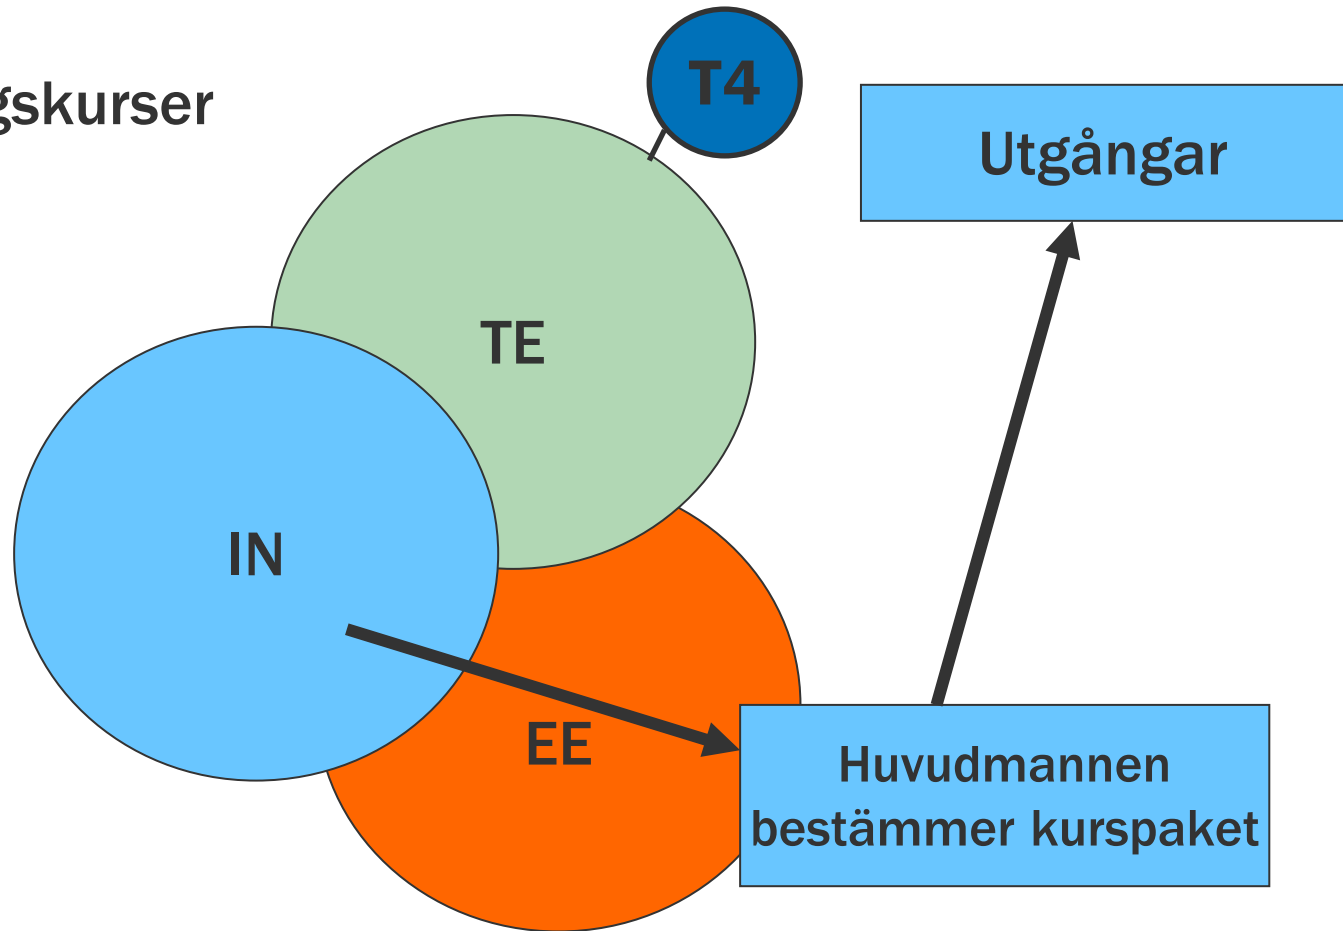 T4
gskurser
Utgångar
TE
IN
EE
Huvudmannen
bestämmer kurspaket